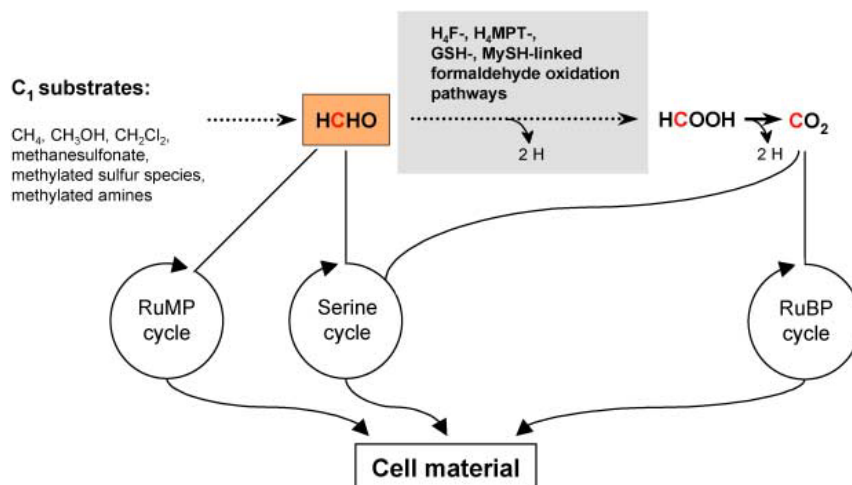 H₄F-, H₄MPT-,
GSH-, MySH-linked
formaldehyde oxidation
pathways
C₁ substrates:
CH₄, CH₃OH, CH₂Cl₂,
methanesulfonate,
methylated sulfur species,
methylated amines
HCHO
2 H
HCOOH
CO₂
2 H
RuMP
cycle
Serine
cycle
RuBP
cycle
Cell material